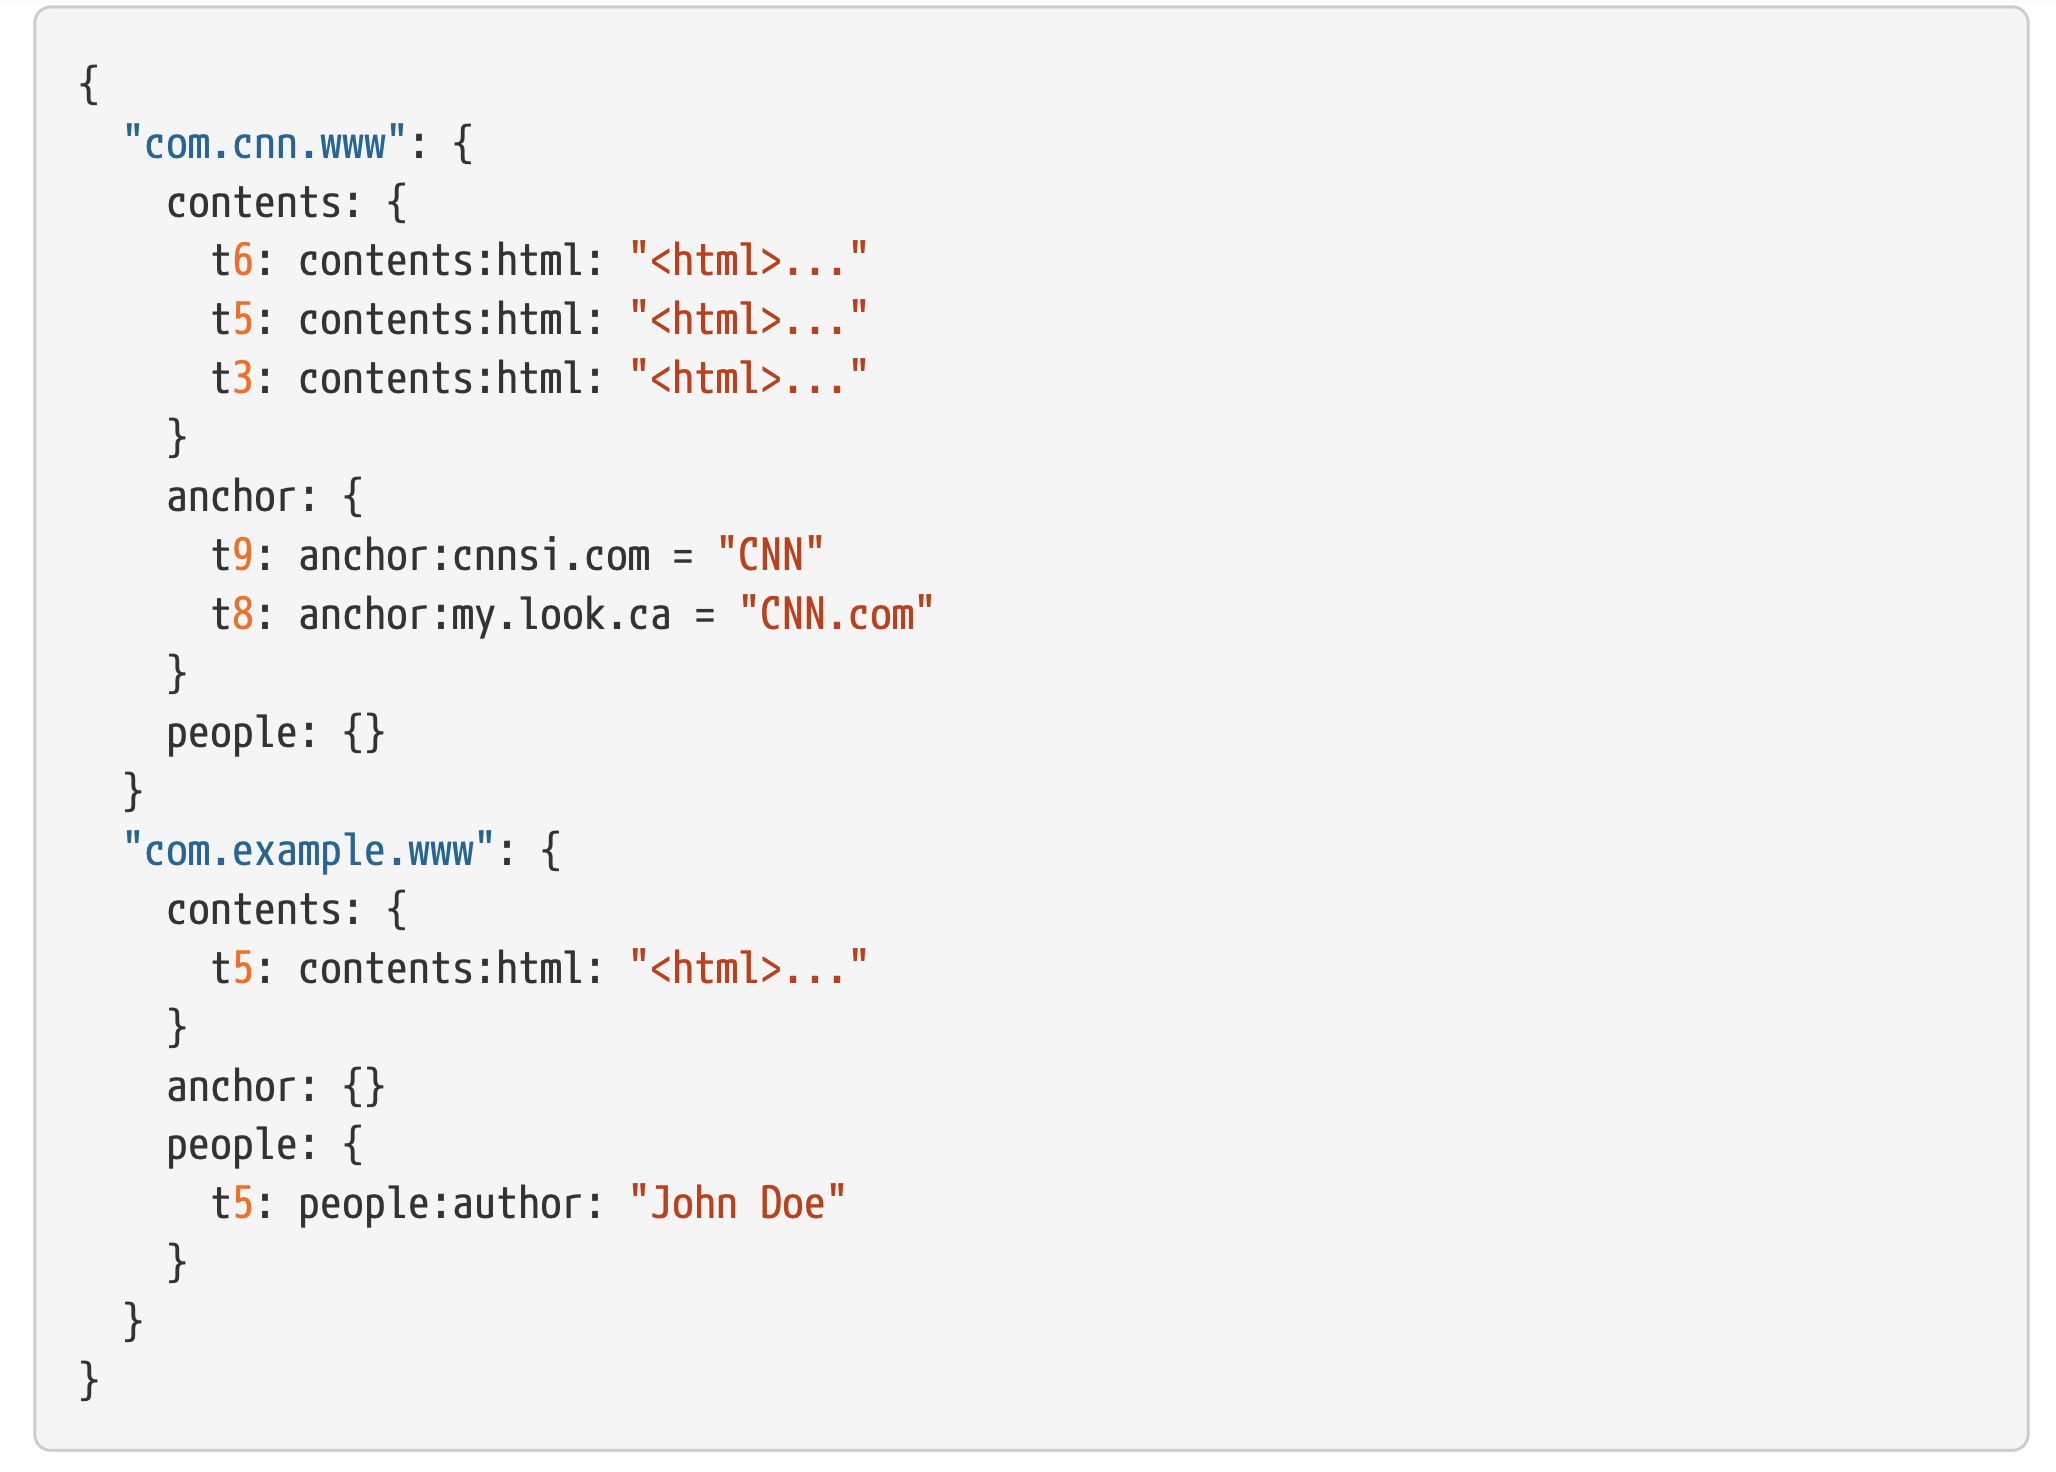 {
  "com.cnn.www": {
    contents: {
      t6: contents:html: "<html>..."
      t5: contents:html: "<html>..."
      t3: contents:html: "<html>..."
    }
    anchor: {
      t9: anchor:cnnsi.com = "CNN"
      t8: anchor:my.look.ca = "CNN.com"
    }
    people: {}
  }
  "com.example.www": {
    contents: {
      t5: contents:html: "<html>..."
    }
    anchor: {}
    people: {
      t5: people:author: "John Doe"
    }
  }
}